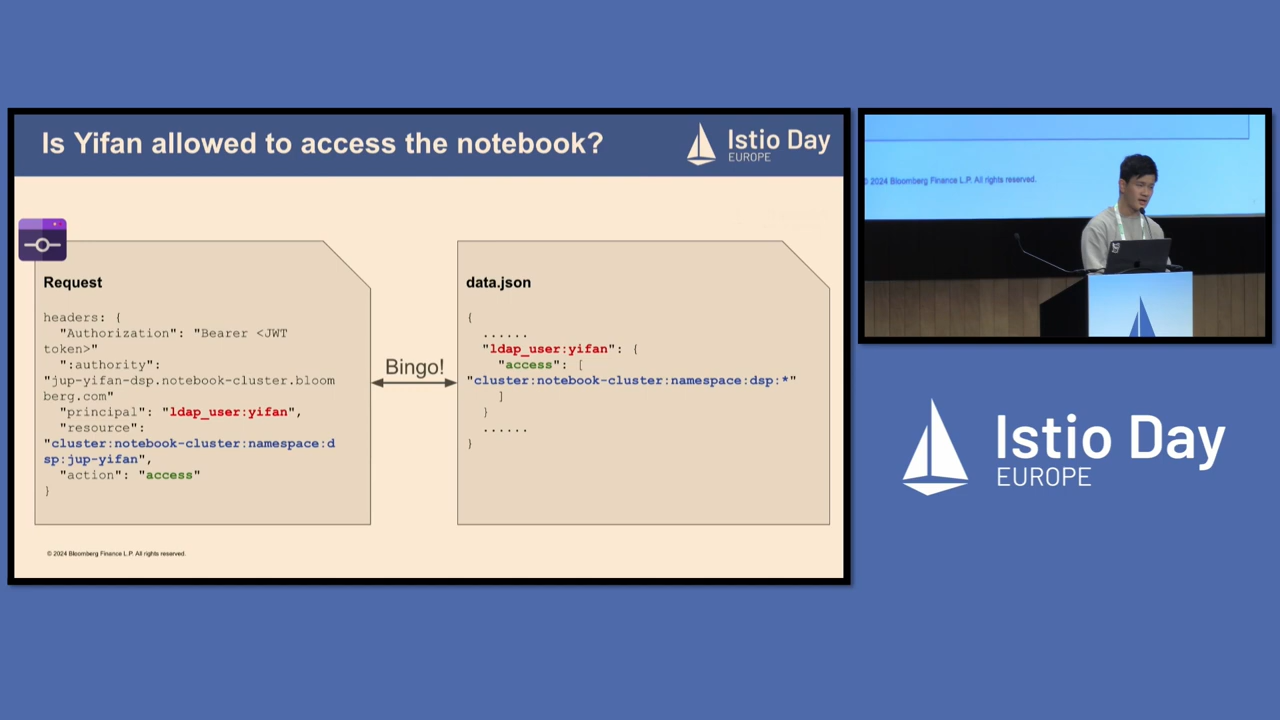 Is Yifan allowed to access the notebook?
Istio Day
EUROPE
Request
headers: {
"Authorization": "Bearer <JWT
token>"
":authority":
"jup-yifan-dsp.notebook-cluster.bloom
berg.com"
"principal": "ldap_user:yifan",
"resource":
"cluster:notebook-cluster:namespace:d
sp:jup-yifan",
"action": "access"
}
Bingo!
data.json
{
......
"ldap_user:yifan": {
"access": [
"cluster:notebook-cluster:namespace:dsp:*"
]
}
......
}
© 2024 Bloomberg Finance L.P. All rights reserved.
2024 Bloomberg Finance L.P. All rights reserved.
Istio Day
EUROPE